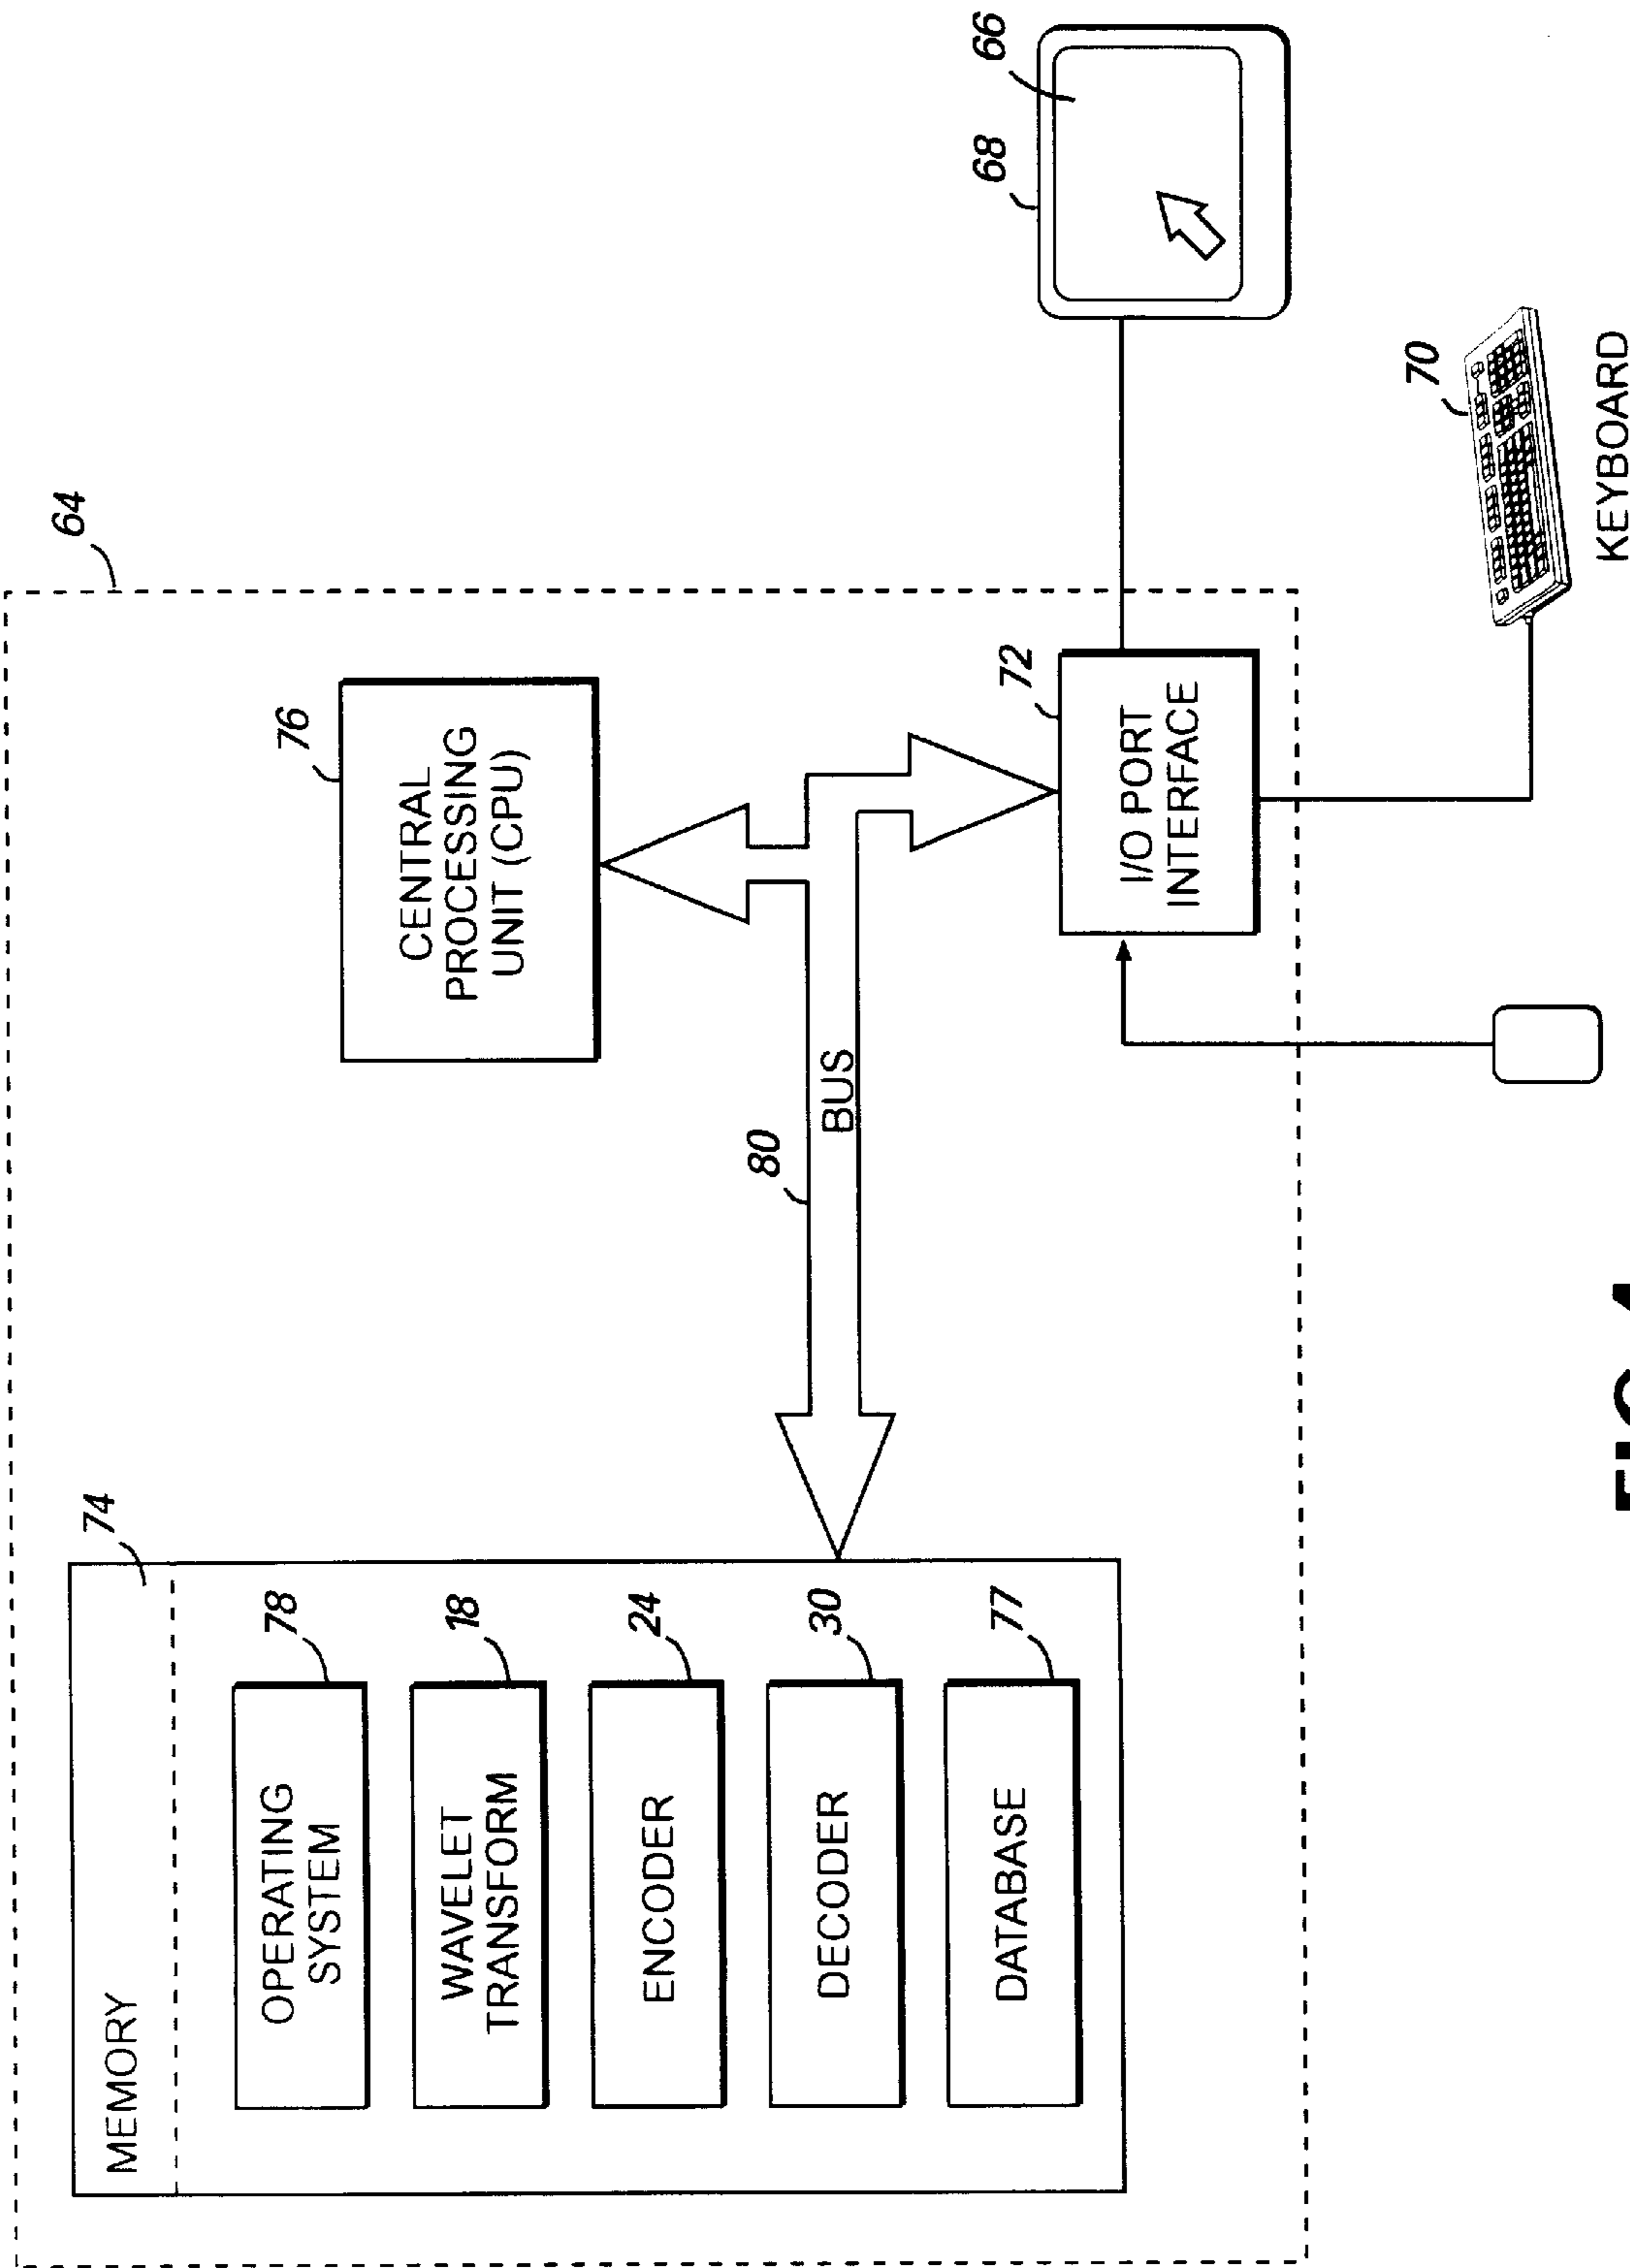 MEMORY
74
OPERATING
SYSTEM
78
WAVELET
TRANSFORM
18
ENCODER
24
DECODER
30
DATABASE
77
64
CENTRAL
PROCESSING
UNIT (CPU)
76
80
BUS
I/O PORT
INTERFACE
72
68
66
70
KEYBOARD